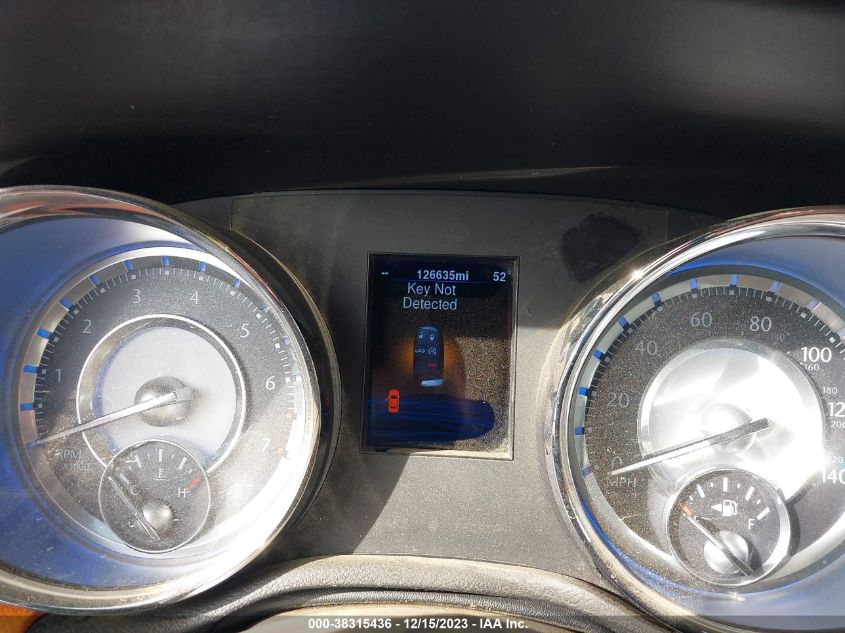 -- 126635mi 52°
Key Not
Detected
1 2 3 4 5 6 7
RPM
X1000
C H
0 20 40 60 80 100 120 140
160 180 200 220
MPH
F
000-38315436 - 12/15/2023 - IAA Inc.